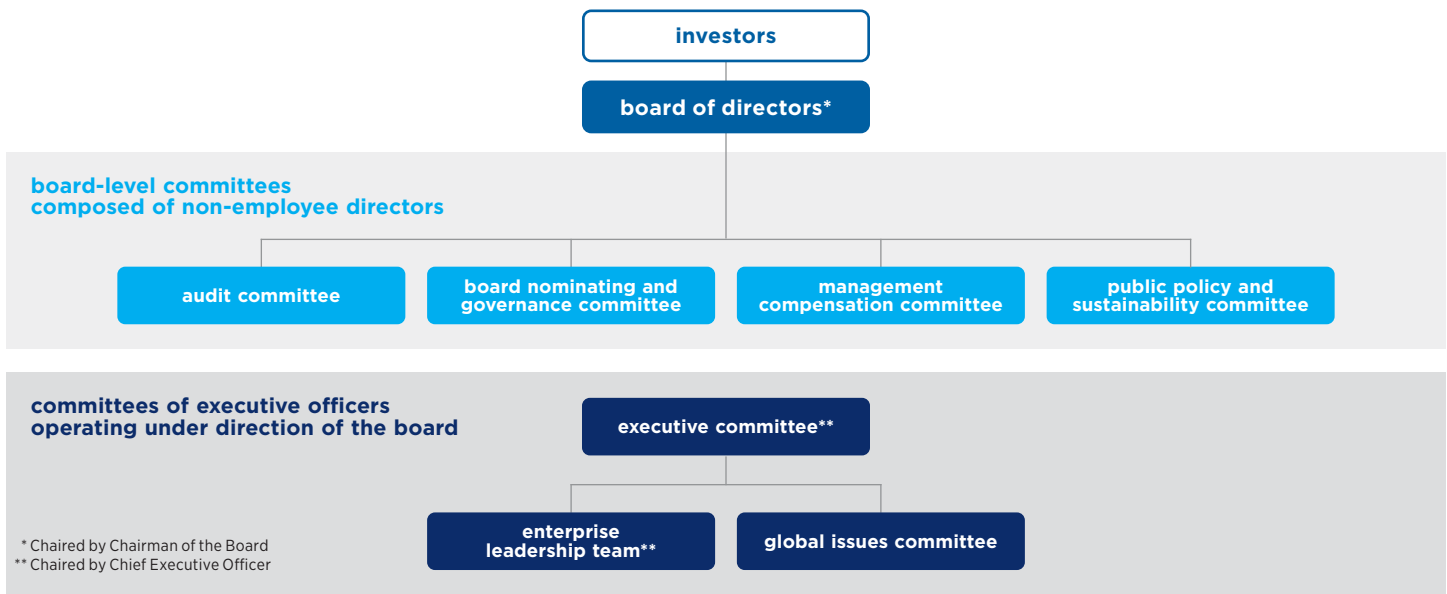 investors
board of directors*
board-level committees
composed of non-employee directors
audit committee
board nominating and
governance committee
management
compensation committee
public policy and
sustainability committee
committees of executive officers
operating under direction of the board
executive committee**
enterprise
leadership team**
global issues committee
* Chaired by Chairman of the Board
** Chaired by Chief Executive Officer